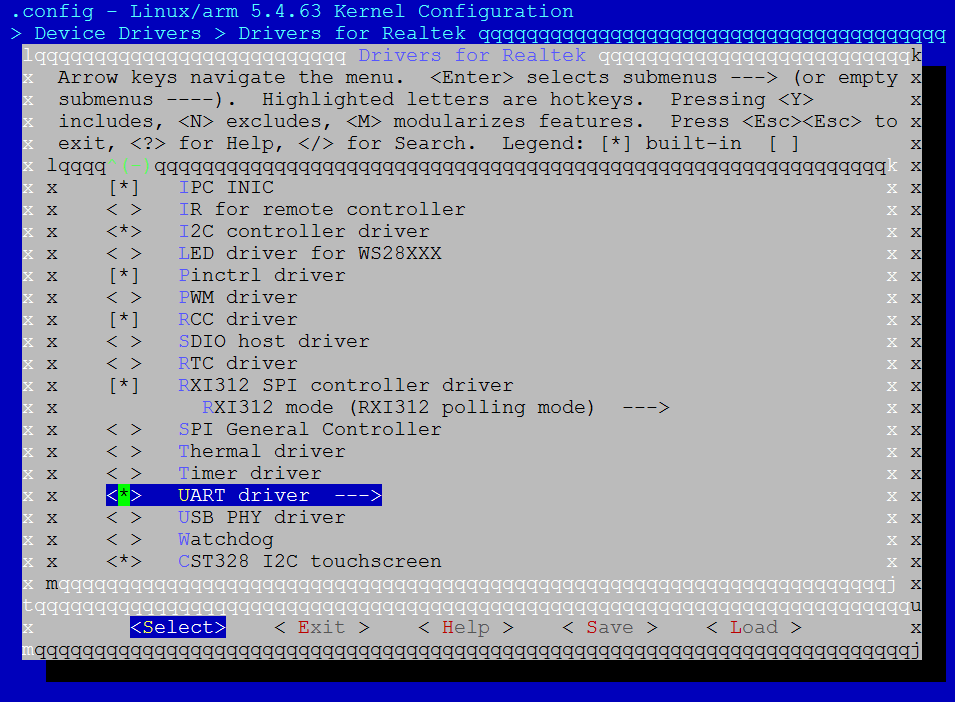 .config - Linux/arm 5.4.63 Kernel Configuration
> Device Drivers > Drivers for Realtek qqqqqqqqqqqqqqqqqqqqqqqqqqqqqqqqqqqqqqq
lqqqqqqqqqqqqqqqqqqqqqqqqqq Drivers for Realtek qqqqqqqqqqqqqqqqqqqqqqqqqqk
x  Arrow keys navigate the menu.  <Enter> selects submenus ---> (or empty x
x  submenus ----).  Highlighted letters are hotkeys.  Pressing <Y>        x
x  includes, <N> excludes, <M> modularizes features.  Press <Esc><Esc> to x
x  exit, <?> for Help, </> for Search.  Legend: [*] built-in  [ ]         x
x lqqqq^(-)qqqqqqqqqqqqqqqqqqqqqqqqqqqqqqqqqqqqqqqqqqqqqqqqqqqqqqqqqqqqqk x
x x    [*]   IPC INIC                                                   x x
x x    < >   IR for remote controller                                   x x
x x    <*>   I2C controller driver                                      x x
x x    < >   LED driver for WS28XXX                                     x x
x x    [*]   Pinctrl driver                                             x x
x x    < >   PWM driver                                                 x x
x x    [*]   RCC driver                                                 x x
x x    < >   SDIO host driver                                           x x
x x    < >   RTC driver                                                 x x
x x    [*]   RXI312 SPI controller driver                               x x
x x            RXI312 mode (RXI312 polling mode)  --->                  x x
x x    < >   SPI General Controller                                     x x
x x    < >   Thermal driver                                             x x
x x    < >   Timer driver                                               x x
x x    <*>   UART driver  --->                                          x x
x x    < >   USB PHY driver                                             x x
x x    < >   Watchdog                                                   x x
x x    <*>   CST328 I2C touchscreen                                     x x
x mqqqqqqqqqqqqqqqqqqqqqqqqqqqqqqqqqqqqqqqqqqqqqqqqqqqqqqqqqqqqqqqqqqqqqj x
tqqqqqqqqqqqqqqqqqqqqqqqqqqqqqqqqqqqqqqqqqqqqqqqqqqqqqqqqqqqqqqqqqqqqqqqqqu
x        <Select>    < Exit >    < Help >    < Save >    < Load >         x
mqqqqqqqqqqqqqqqqqqqqqqqqqqqqqqqqqqqqqqqqqqqqqqqqqqqqqqqqqqqqqqqqqqqqqqqqqj